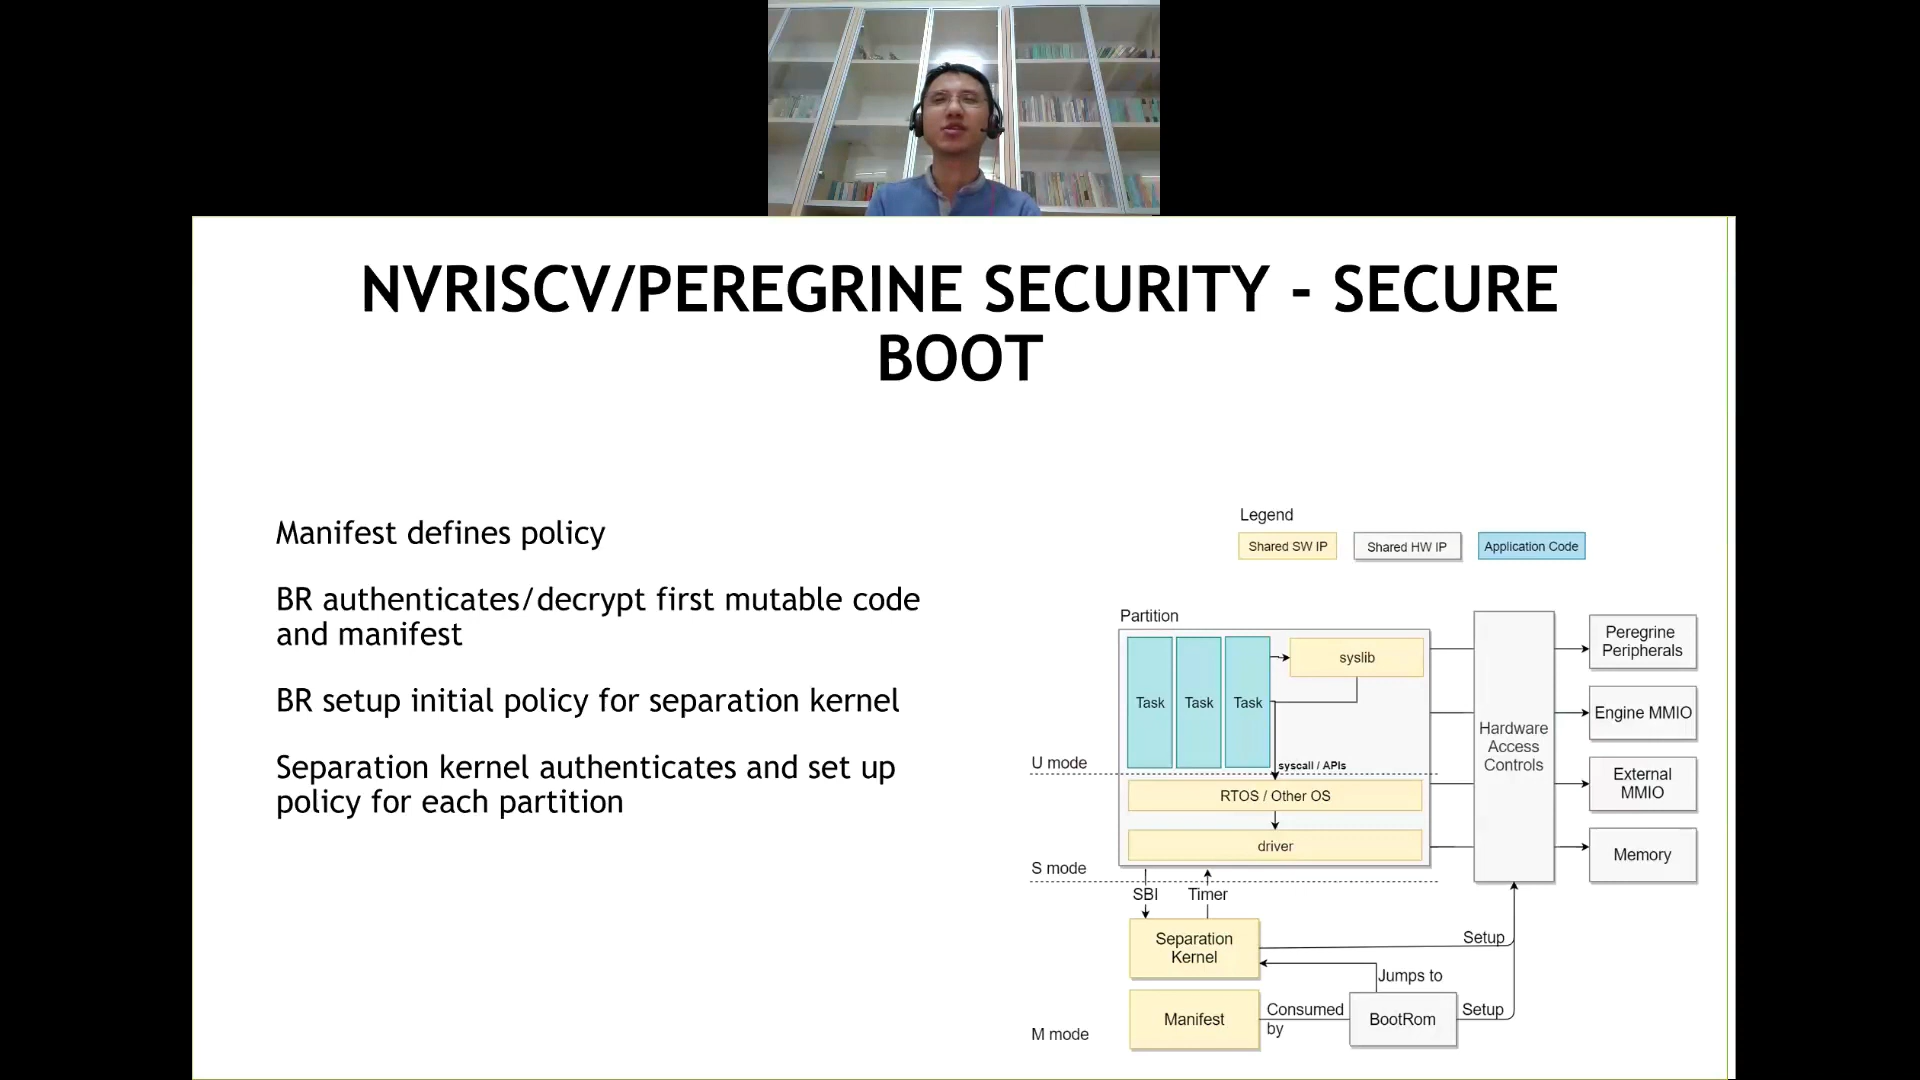 NVRISCV/PEREGRINE SECURITY - SECURE
BOOT
Manifest defines policy
BR authenticates/decrypt first mutable code
and manifest
BR setup initial policy for separation kernel
Separation kernel authenticates and set up
policy for each partition
Legend
Shared SW IP
Shared HW IP
Application Code
Partition
Task
Task
Task
syslib
U mode
syscall / APIs
RTOS / Other OS
driver
S mode
SBI
Timer
Separation
Kernel
Setup
Jumps to
Manifest
Consumed
by
BootRom
Setup
M mode
Hardware
Access
Controls
Peregrine
Peripherals
Engine MMIO
External
MMIO
Memory